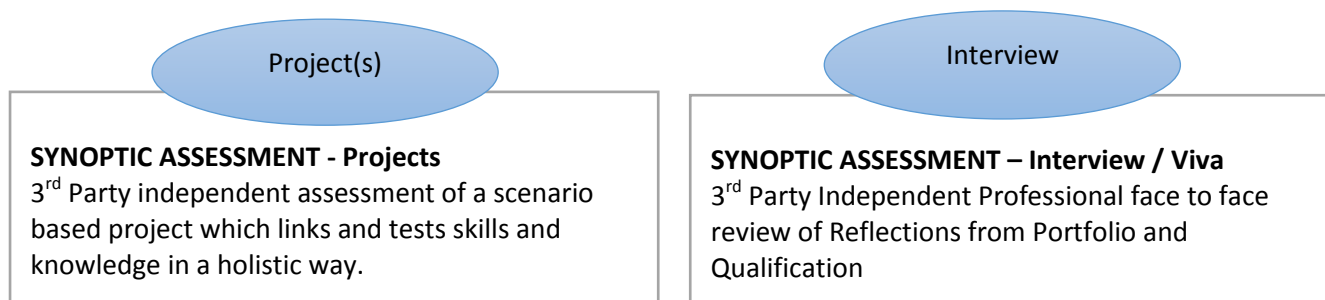 Project(s)
SYNOPTIC ASSESSMENT - Projects
3rd Party independent assessment of a scenario
based project which links and tests skills and
knowledge in a holistic way.
Interview
SYNOPTIC ASSESSMENT – Interview / Viva
3rd Party Independent Professional face to face
review of Reflections from Portfolio and
Qualification